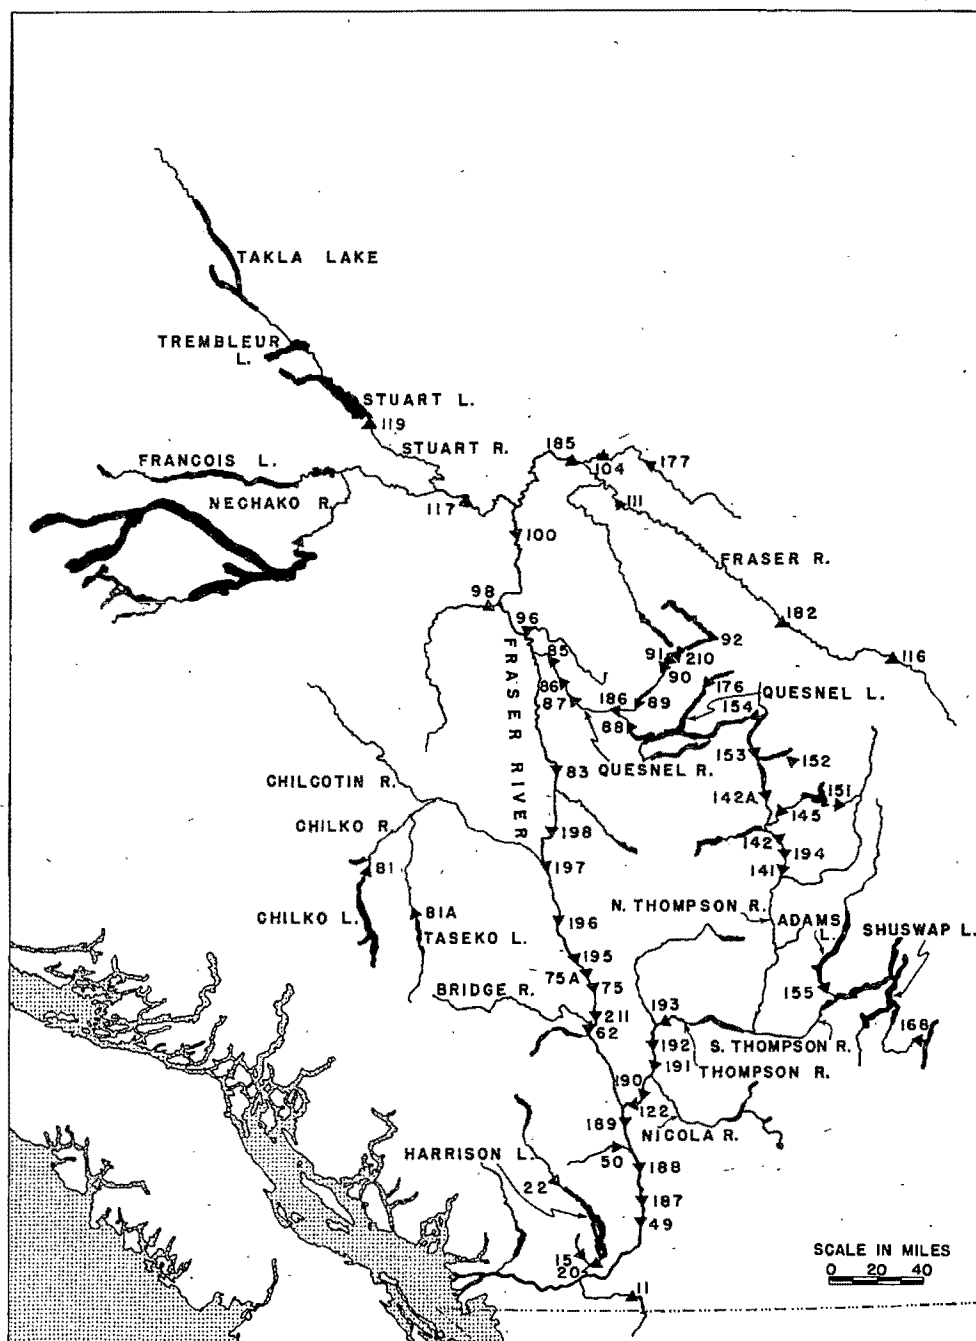 TAKLA LAKE
TREMBLEUR
L.
STUART L.
119
STUART R.
185
104
177
FRANCOIS L.
NECHAKO R.
117
111
100
FRASER R.
98
182
96
92
116
85
91
210
90
86
176
QUESNEL L.
87
186
89
154
88
153
152
FRASER RIVER
83
QUESNEL R.
CHILCOTIN R.
142A
151
145
CHILKO R.
198
142
194
81
197
141
CHILKO L.
81A
N. THOMPSON R.
ADAMS
L.
SHUSWAP L.
196
TASEKO L.
195
75A
BRIDGE R.
75
155
211
193
62
192
S. THOMPSON R.
168
191
THOMPSON R.
190
122
189
NICOLA R.
HARRISON L.
50
188
22
187
49
15
20
11
SCALE IN MILES
0 20 40